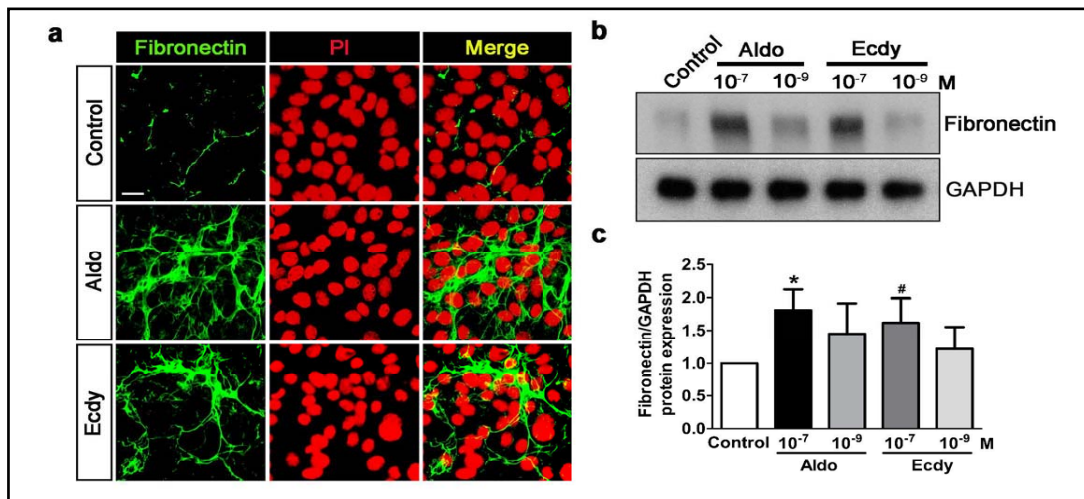 a
Fibronectin PI Merge
Control
Aldo
Ecdy
b
Control Aldo Ecdy
10⁻⁷ 10⁻⁹ 10⁻⁷ 10⁻⁹ M
Fibronectin
GAPDH
c
Fibronectin/GAPDH
protein expression
2.5
2.0
1.5
1.0
0.5
0.0
* #
Control 10⁻⁷ 10⁻⁹ 10⁻⁷ 10⁻⁹ M
Aldo Ecdy